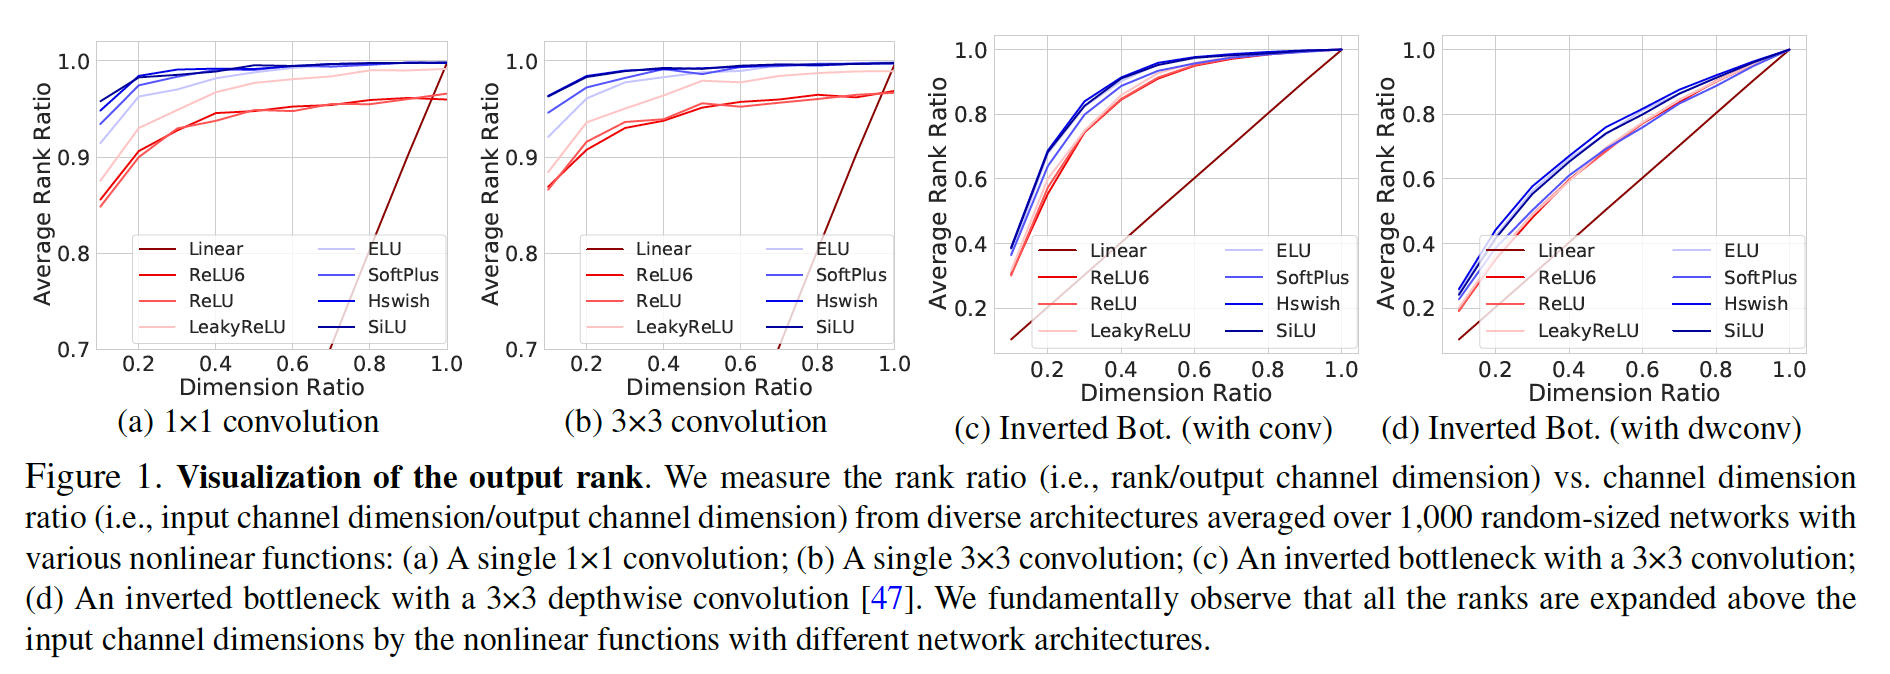 1.0
0.9
0.8
0.7
Average Rank Ratio
Linear
ReLU6
ReLU
LeakyReLU
ELU
SoftPlus
Hswish
SiLU
0.2 0.4 0.6 0.8 1.0
Dimension Ratio
(a) 1×1 convolution
1.0
0.9
0.8
0.7
Average Rank Ratio
Linear
ReLU6
ReLU
LeakyReLU
ELU
SoftPlus
Hswish
SiLU
0.2 0.4 0.6 0.8 1.0
Dimension Ratio
(b) 3×3 convolution
1.0
0.8
0.6
0.4
0.2
Average Rank Ratio
Linear
ReLU6
ReLU
LeakyReLU
ELU
SoftPlus
Hswish
SiLU
0.2 0.4 0.6 0.8 1.0
Dimension Ratio
(c) Inverted Bot. (with conv)
1.0
0.8
0.6
0.4
0.2
Average Rank Ratio
Linear
ReLU6
ReLU
LeakyReLU
ELU
SoftPlus
Hswish
SiLU
0.2 0.4 0.6 0.8 1.0
Dimension Ratio
(d) Inverted Bot. (with dwconv)
Figure 1. Visualization of the output rank. We measure the rank ratio (i.e., rank/output channel dimension) vs. channel dimension
ratio (i.e., input channel dimension/output channel dimension) from diverse architectures averaged over 1,000 random-sized networks with
various nonlinear functions: (a) A single 1×1 convolution; (b) A single 3×3 convolution; (c) An inverted bottleneck with a 3×3 convolution;
(d) An inverted bottleneck with a 3×3 depthwise convolution [47]. We fundamentally observe that all the ranks are expanded above the
input channel dimensions by the nonlinear functions with different network architectures.